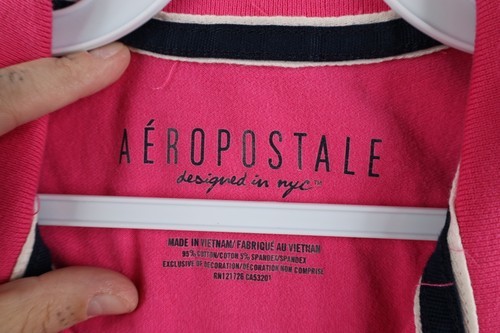 AÉROPOSTALE
designed in nyc™
MADE IN VIETNAM/ FABRIQUÉ AU VIETNAM
95% COTTON/COTON 5% SPANDEX/SPANDEX
EXCLUSIVE OF DECORATION/DÉCORATION NON COMPRISE
RN121726 CA53201